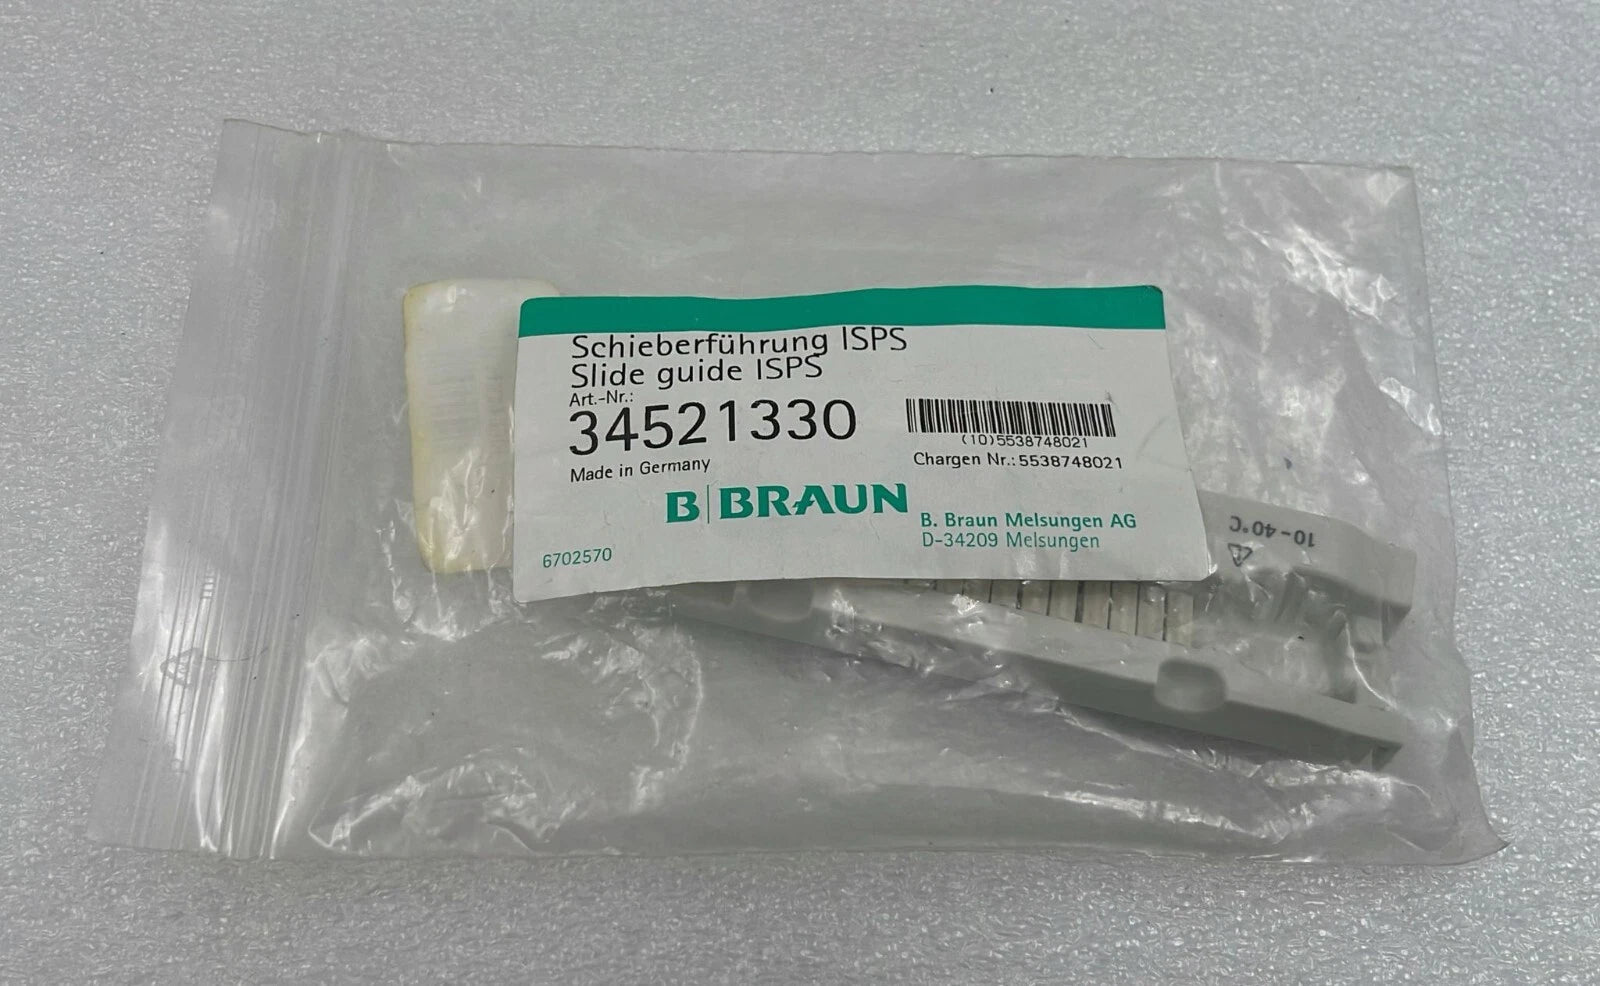 Schieberführung ISPS
Slide guide ISPS
Art.-Nr.:
34521330
(10)5538748021
Chargen Nr.:5538748021
Made in Germany
B|BRAUN
B. Braun Melsungen AG
D-34209 Melsungen
6702570
10-40°C